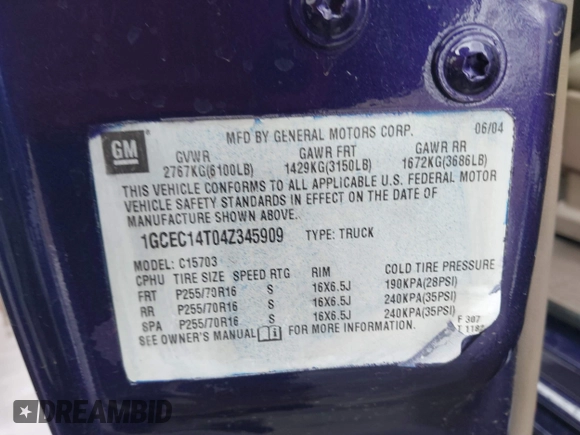 MFD BY GENERAL MOTORS CORP. 06/04
GM
GVWR GAWR FRT GAWR RR
2767KG(6100LB) 1429KG(3150LB) 1672KG(3686LB)
THIS VEHICLE CONFORMS TO ALL APPLICABLE U.S. FEDERAL MOTOR
VEHICLE SAFETY STANDARDS IN EFFECT ON THE DATE OF
MANUFACTURE SHOWN ABOVE.
1GCEC14T04Z345909 TYPE: TRUCK
MODEL: C15703
CPHU TIRE SIZE SPEED RTG RIM COLD TIRE PRESSURE
FRT P255/70R16 S 16X6.5J 190KPA(28PSI)
RR P255/70R16 S 16X6.5J 240KPA(35PSI)
SPA P255/70R16 S 16X6.5J 240KPA(35PSI)
SEE OWNER'S MANUAL FOR MORE INFORMATION.
F 307
1182
DREAMBID